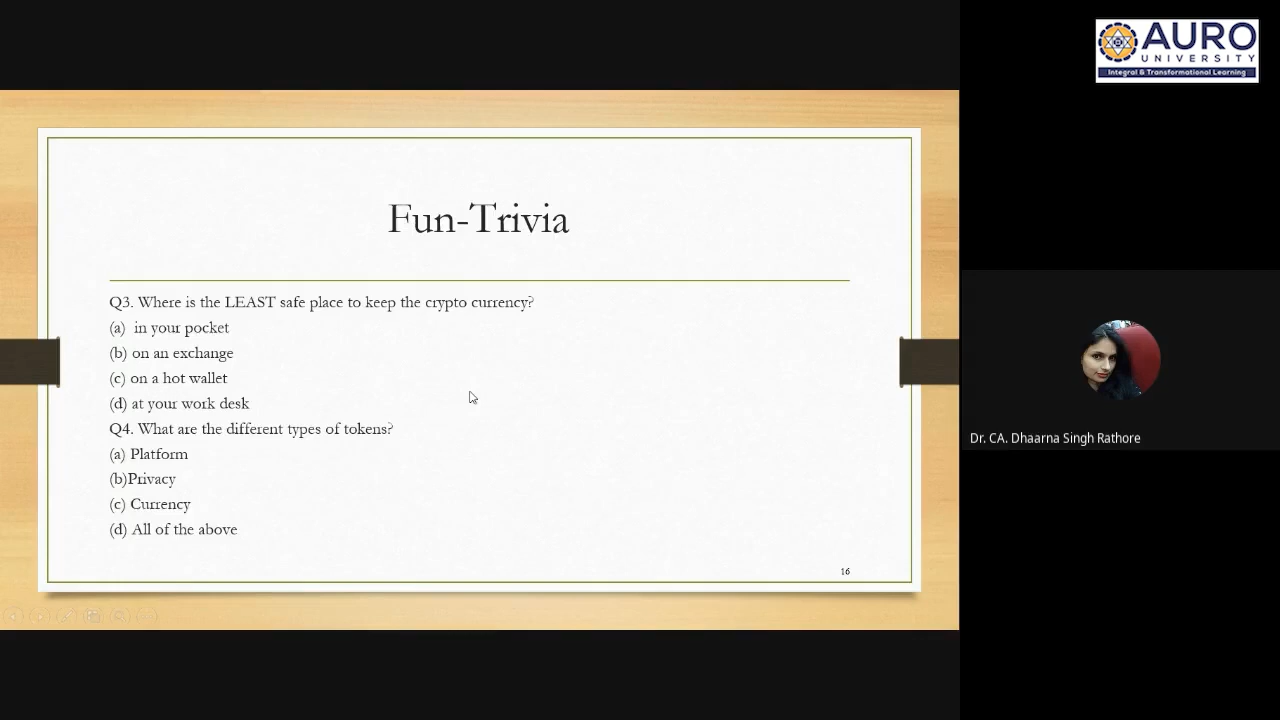 AURO
UNIVERSITY
Integral & Transformational Learning
Fun-Trivia
Q3. Where is the LEAST safe place to keep the crypto currency?
(a)  in your pocket
(b) on an exchange
(c) on a hot wallet
(d) at your work desk
Q4. What are the different types of tokens?
(a) Platform
(b)Privacy
(c) Currency
(d) All of the above
16
Dr. CA. Dhaarna Singh Rathore